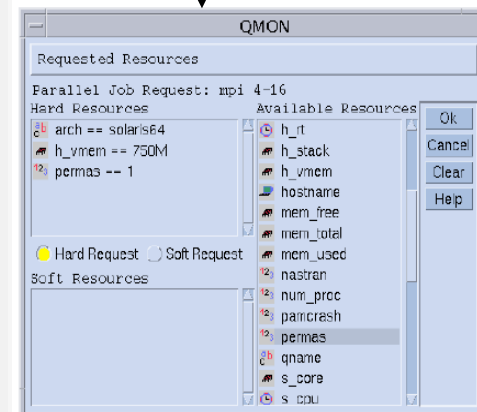 QMON
Requested Resources
Parallel Job Request: mpi 4-16
Hard Resources
arch == solaris64
h_vmem == 750M
permas == 1
Hard Request Soft Request
Soft Resources
Available Resources
h_rt
h_stack
h_vmem
hostname
mem_free
mem_total
mem_used
nastran
num_proc
pamcrash
permas
qname
s_core
s_cpu
Ok
Cancel
Clear
Help